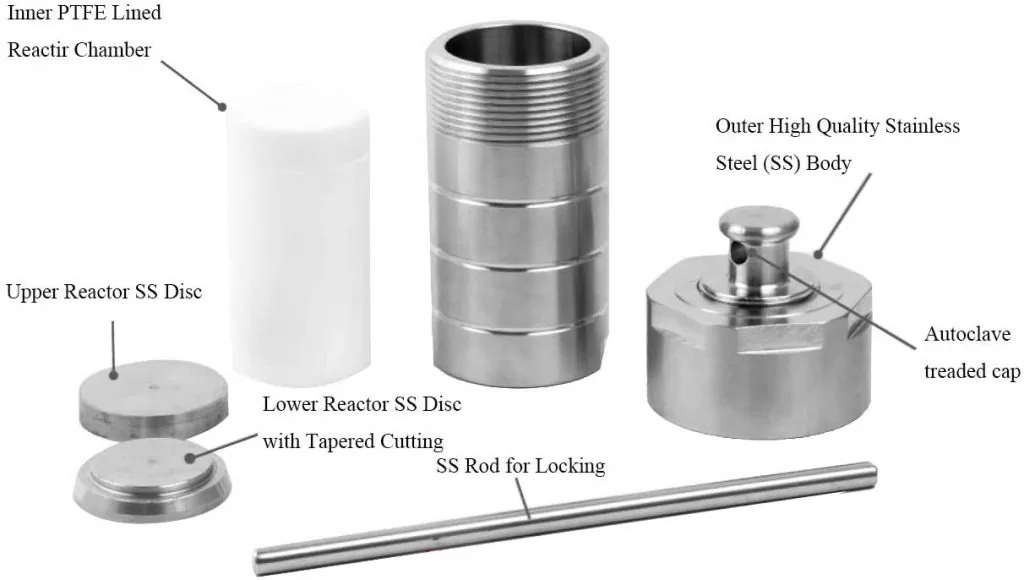 Inner PTFE Lined
Reactir Chamber
Outer High Quality Stainless
Steel (SS) Body
Upper Reactor SS Disc
Autoclave
treaded cap
Lower Reactor SS Disc
with Tapered Cutting
SS Rod for Locking